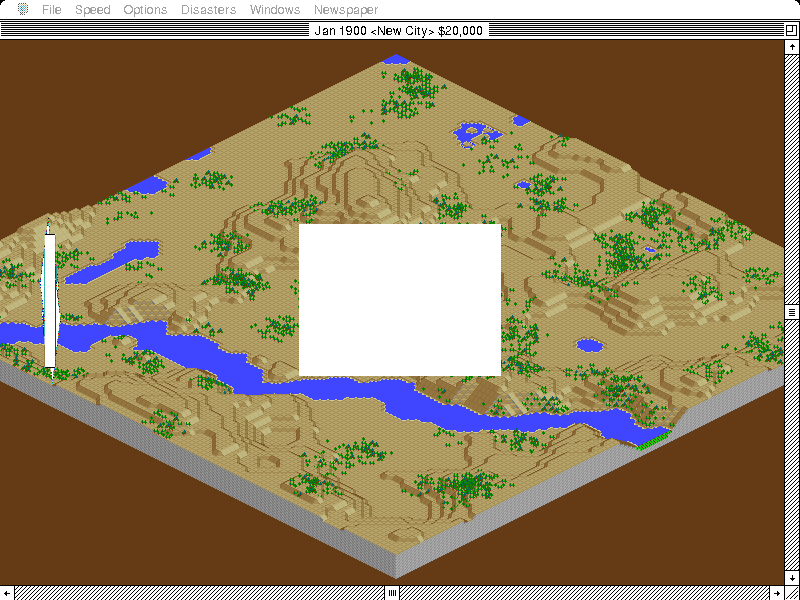 File Speed Options Disasters Windows Newspaper
Jan 1900 <New City> $20,000